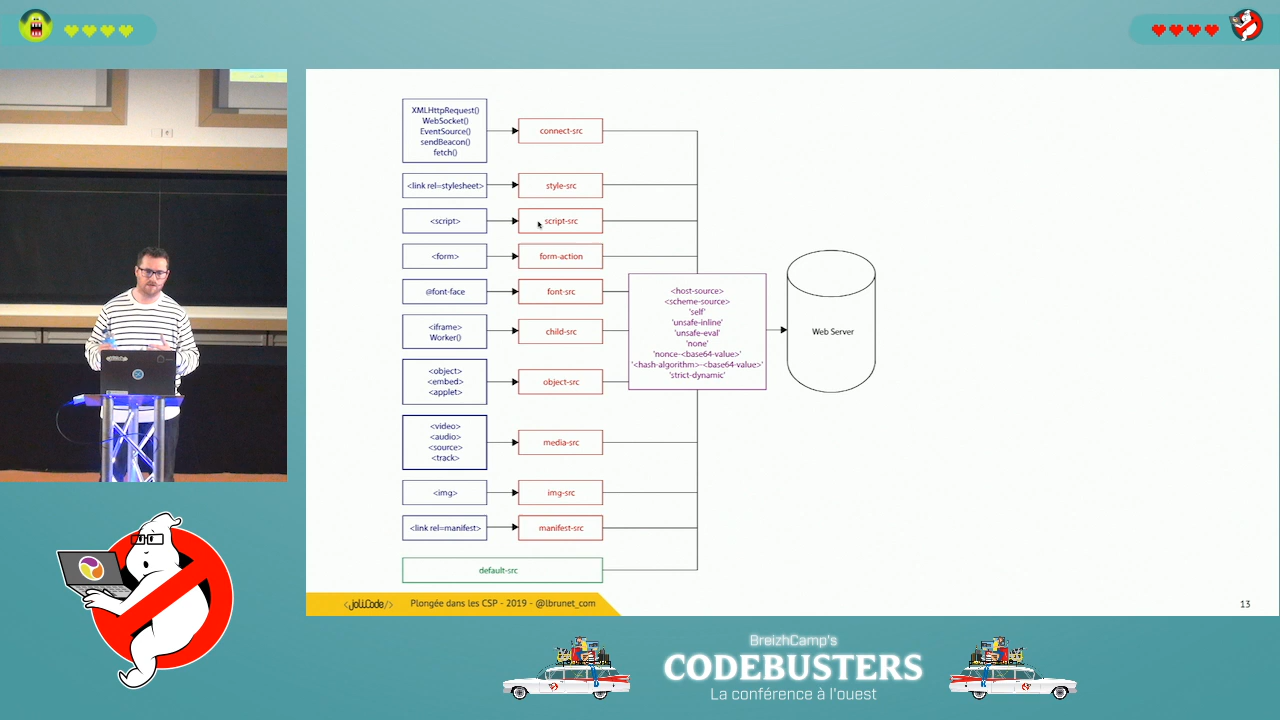 XMLHttpRequest()
WebSocket()
EventSource()
sendBeacon()
fetch()
connect-src
<link rel=stylesheet>
style-src
<script>
script-src
<form>
form-action
@font-face
font-src
<iframe>
Worker()
child-src
<object>
<embed>
<applet>
object-src
<video>
<audio>
<source>
<track>
media-src
<img>
img-src
<link rel=manifest>
manifest-src
default-src
<host-source>
<scheme-source>
'self'
'unsafe-inline'
'unsafe-eval'
'none'
'nonce-<base64-value>'
'<hash-algorithm>-<base64-value>'
'strict-dynamic'
Web Server
<joliCode/>
Plongée dans les CSP - 2019 - @lbrunet_com
13
BreizhCamp's
CODEBUSTERS
La conférence à l'ouest